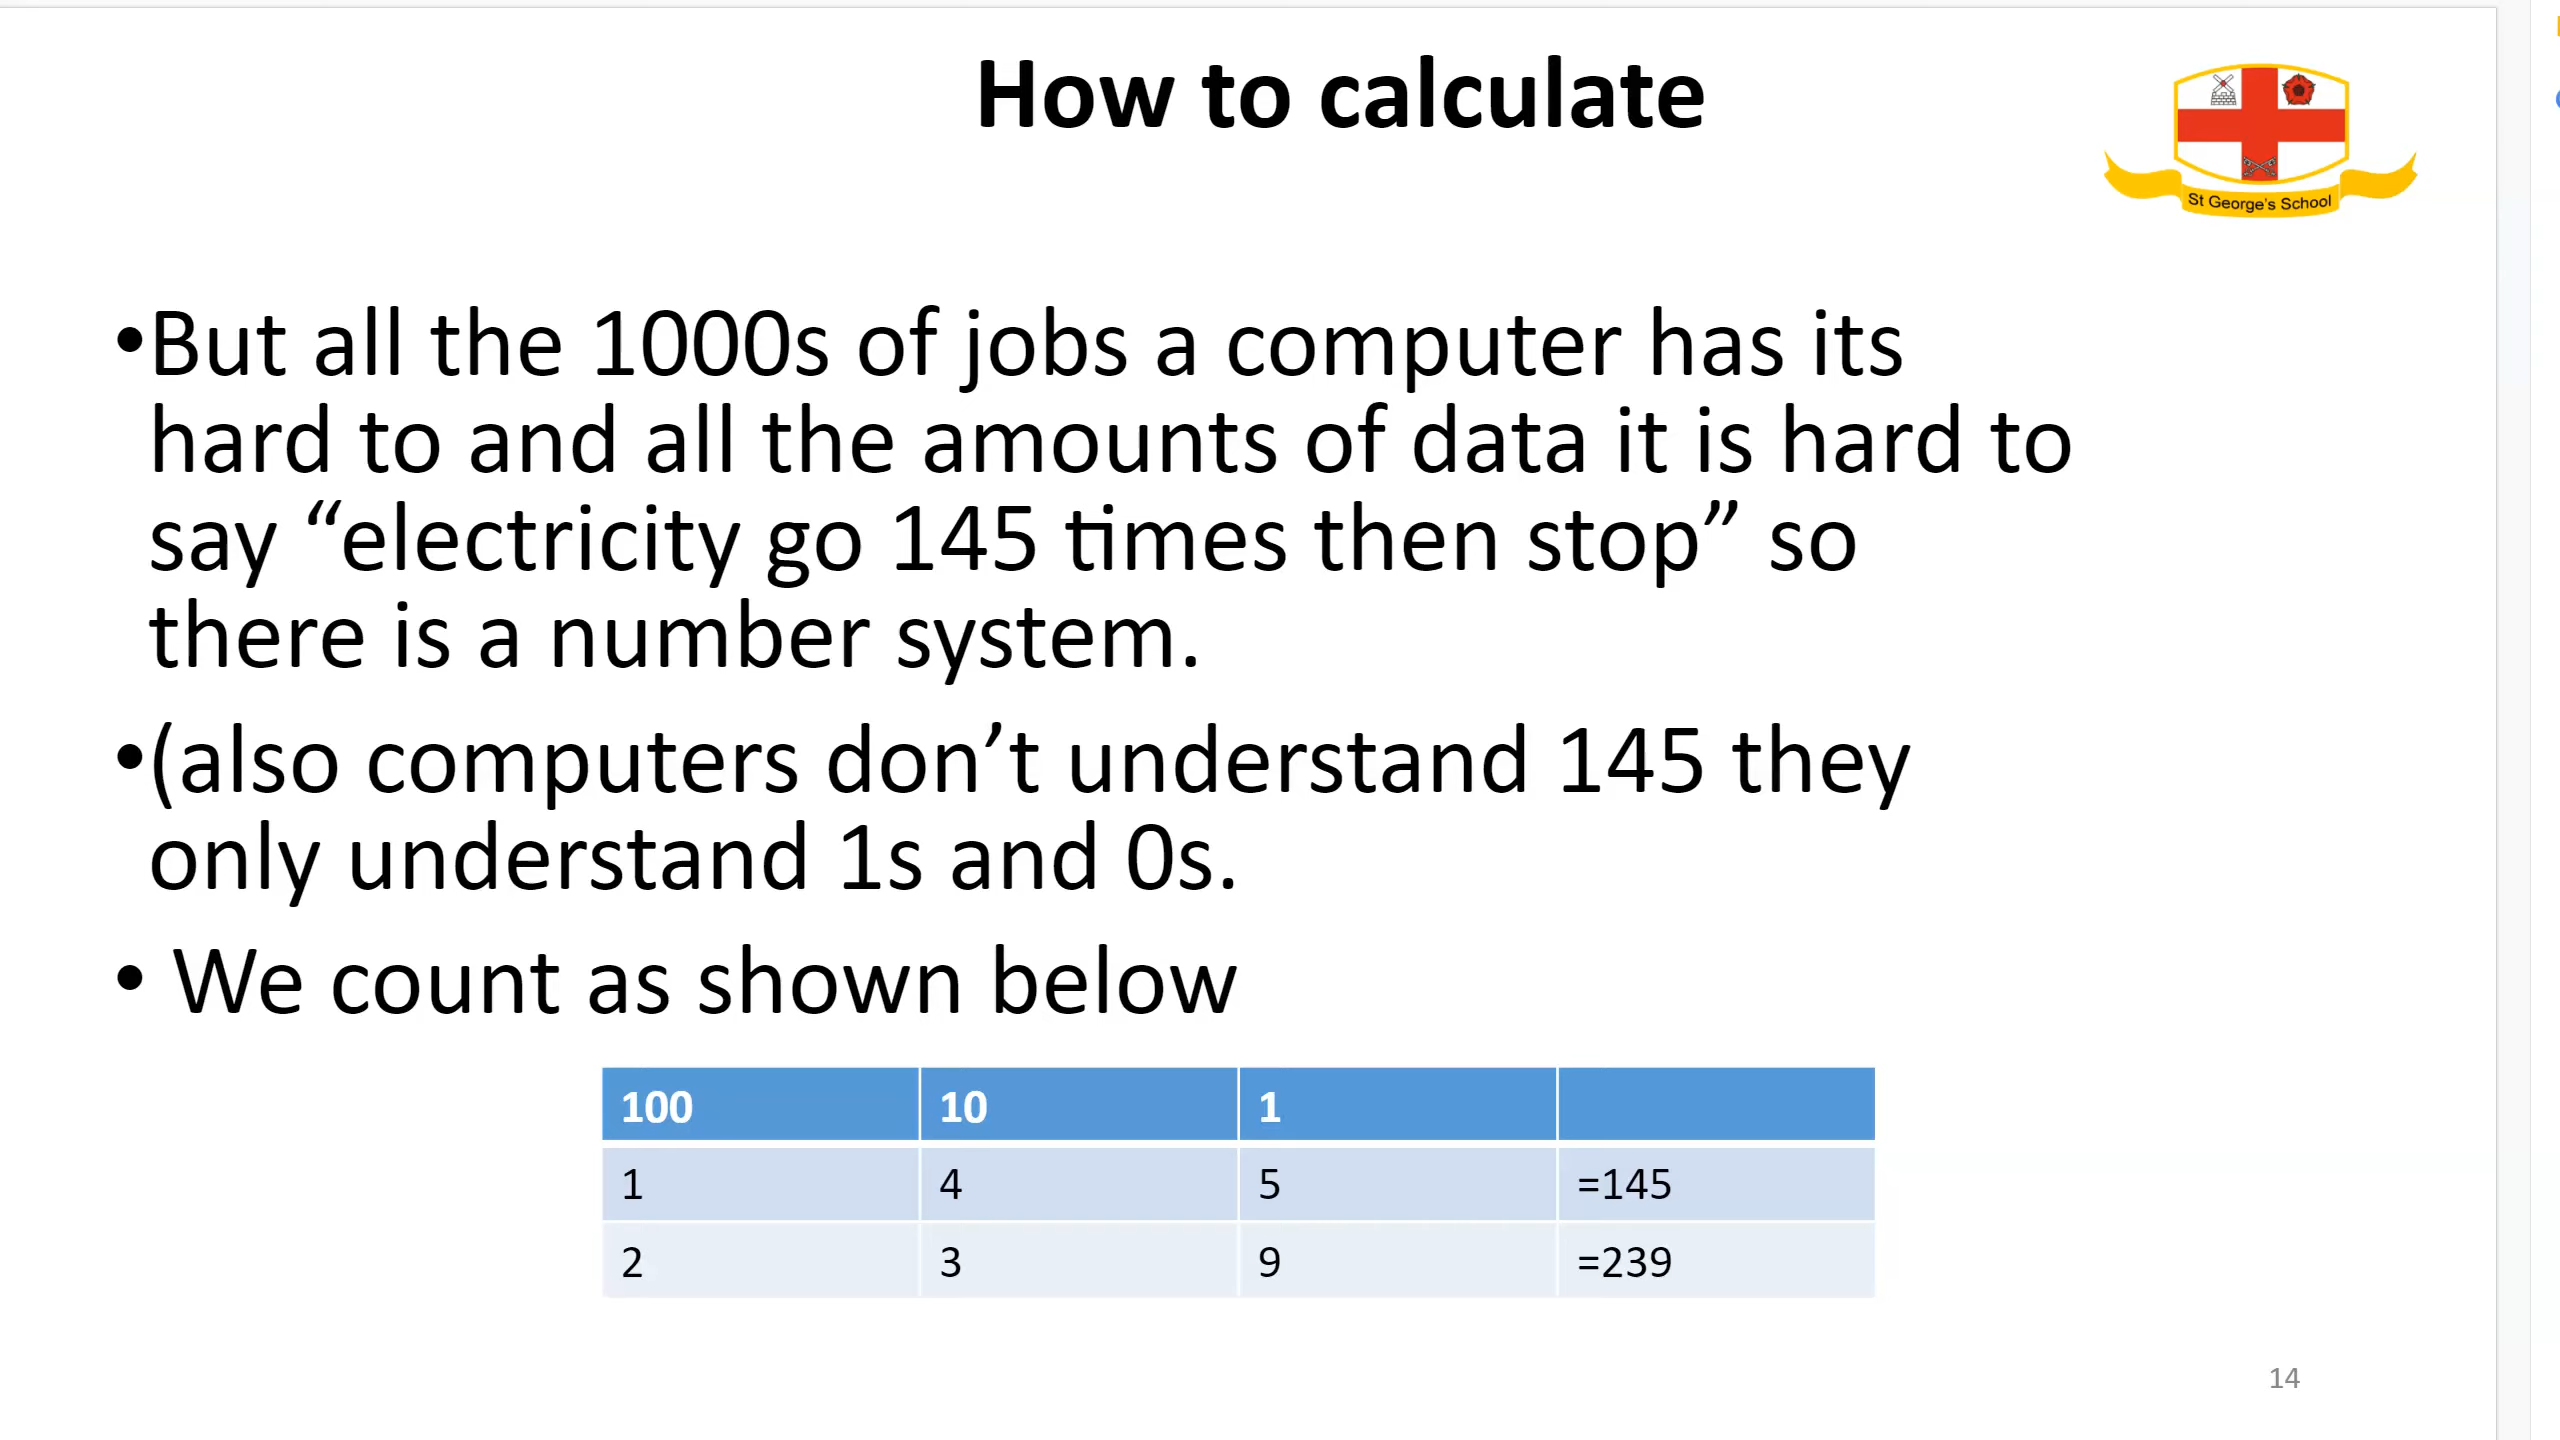 How to calculate
St George's School
•But all the 1000s of jobs a computer has its
hard to and all the amounts of data it is hard to
say “electricity go 145 times then stop” so
there is a number system.
•(also computers don’t understand 145 they
only understand 1s and 0s.
• We count as shown below
100 10 1
1 4 5 =145
2 3 9 =239
14